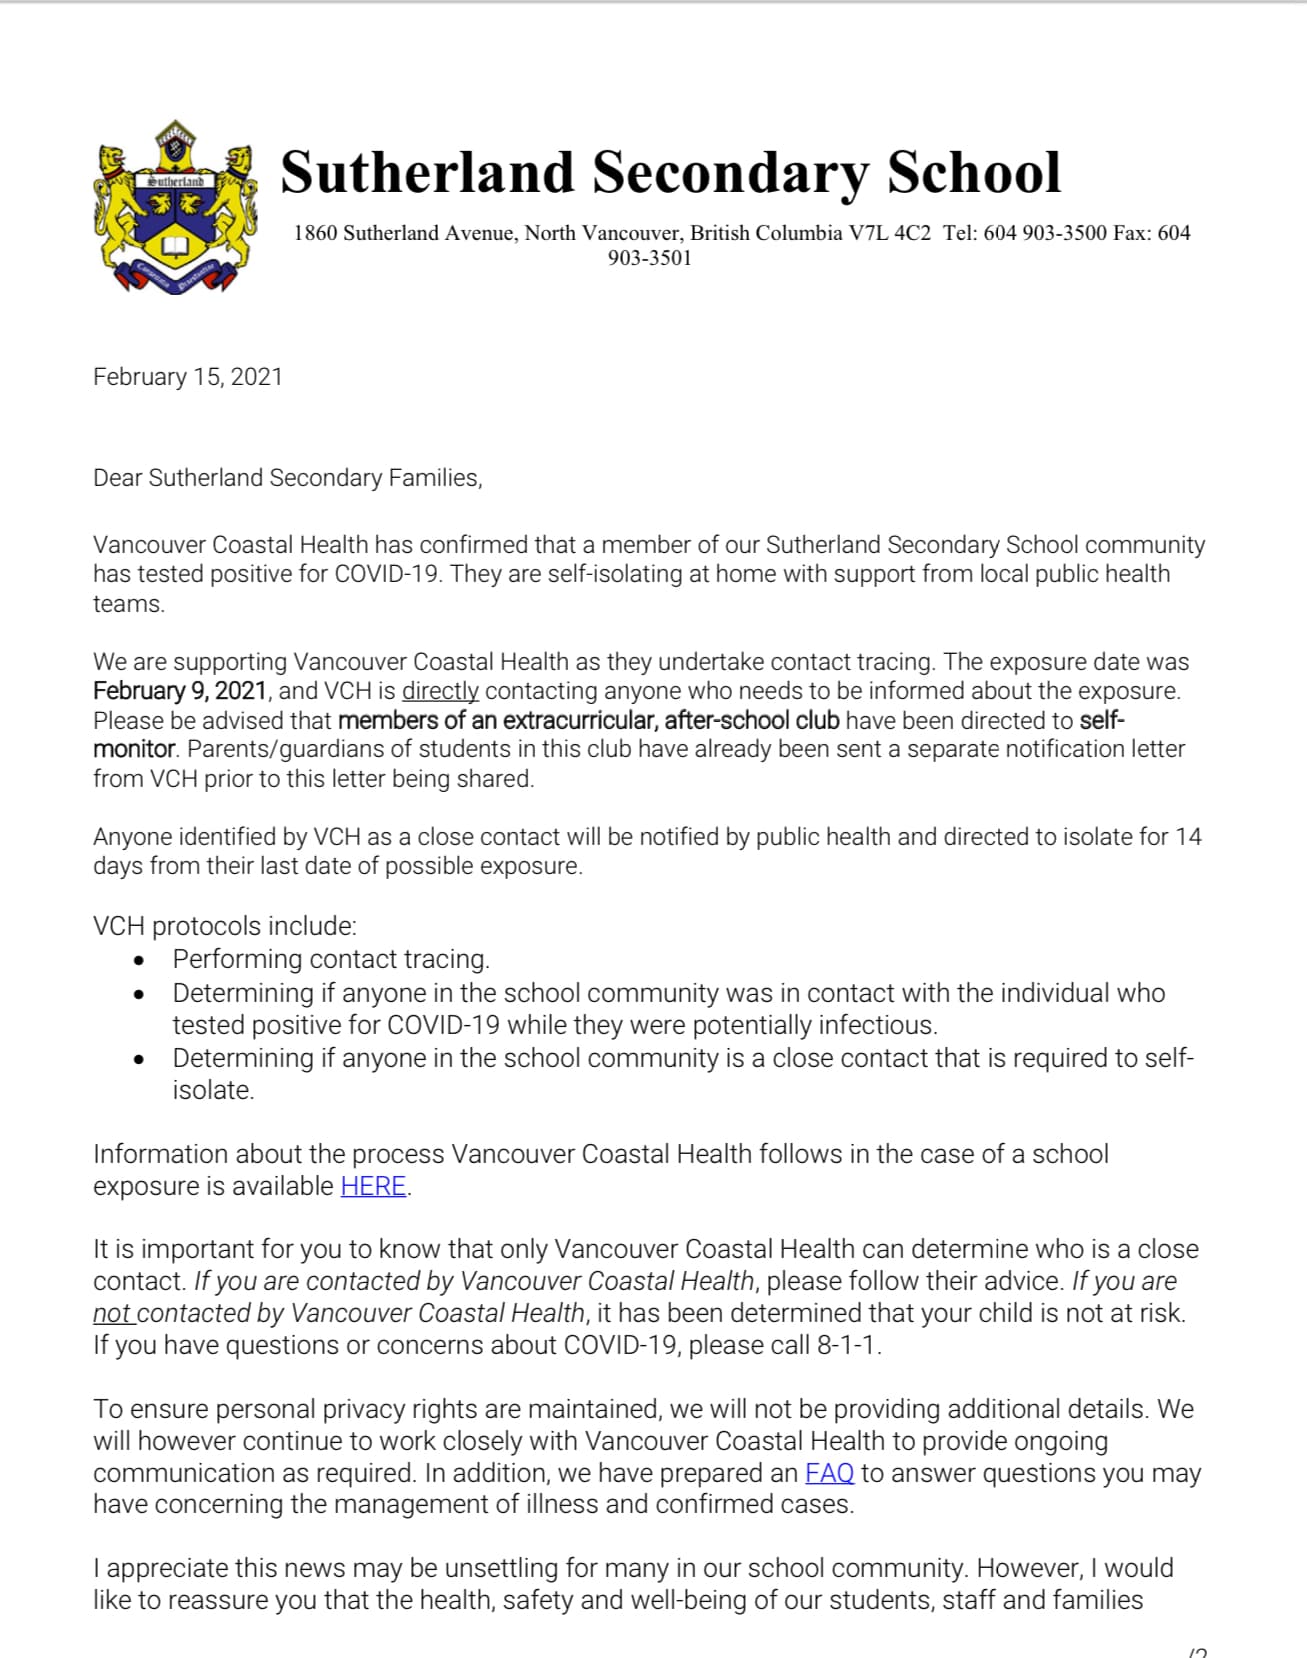 Sutherland
Sutherland Secondary School
1860 Sutherland Avenue, North Vancouver, British Columbia V7L 4C2  Tel: 604 903-3500 Fax: 604
903-3501
February 15, 2021
Dear Sutherland Secondary Families,
Vancouver Coastal Health has confirmed that a member of our Sutherland Secondary School community
has tested positive for COVID-19. They are self-isolating at home with support from local public health
teams.
We are supporting Vancouver Coastal Health as they undertake contact tracing. The exposure date was
February 9, 2021, and VCH is directly contacting anyone who needs to be informed about the exposure.
Please be advised that members of an extracurricular, after-school club have been directed to self-
monitor. Parents/guardians of students in this club have already been sent a separate notification letter
from VCH prior to this letter being shared.
Anyone identified by VCH as a close contact will be notified by public health and directed to isolate for 14
days from their last date of possible exposure.
VCH protocols include:
• Performing contact tracing.
• Determining if anyone in the school community was in contact with the individual who
tested positive for COVID-19 while they were potentially infectious.
• Determining if anyone in the school community is a close contact that is required to self-
isolate.
Information about the process Vancouver Coastal Health follows in the case of a school
exposure is available HERE.
It is important for you to know that only Vancouver Coastal Health can determine who is a close
contact. If you are contacted by Vancouver Coastal Health, please follow their advice. If you are
not contacted by Vancouver Coastal Health, it has been determined that your child is not at risk.
If you have questions or concerns about COVID-19, please call 8-1-1.
To ensure personal privacy rights are maintained, we will not be providing additional details. We
will however continue to work closely with Vancouver Coastal Health to provide ongoing
communication as required. In addition, we have prepared an FAQ to answer questions you may
have concerning the management of illness and confirmed cases.
I appreciate this news may be unsettling for many in our school community. However, I would
like to reassure you that the health, safety and well-being of our students, staff and families
/2